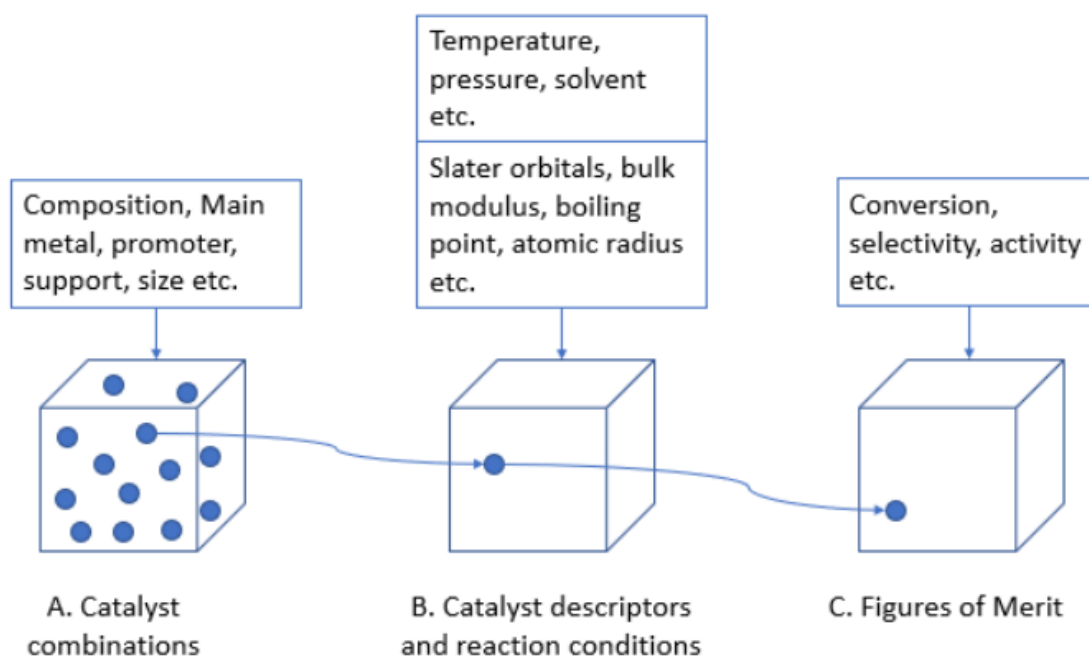 Temperature,
pressure, solvent
etc.
Slater orbitals, bulk
modulus, boiling
point, atomic radius
etc.
Composition, Main
metal, promoter,
support, size etc.
Conversion,
selectivity, activity
etc.
A. Catalyst
combinations
B. Catalyst descriptors
and reaction conditions
C. Figures of Merit